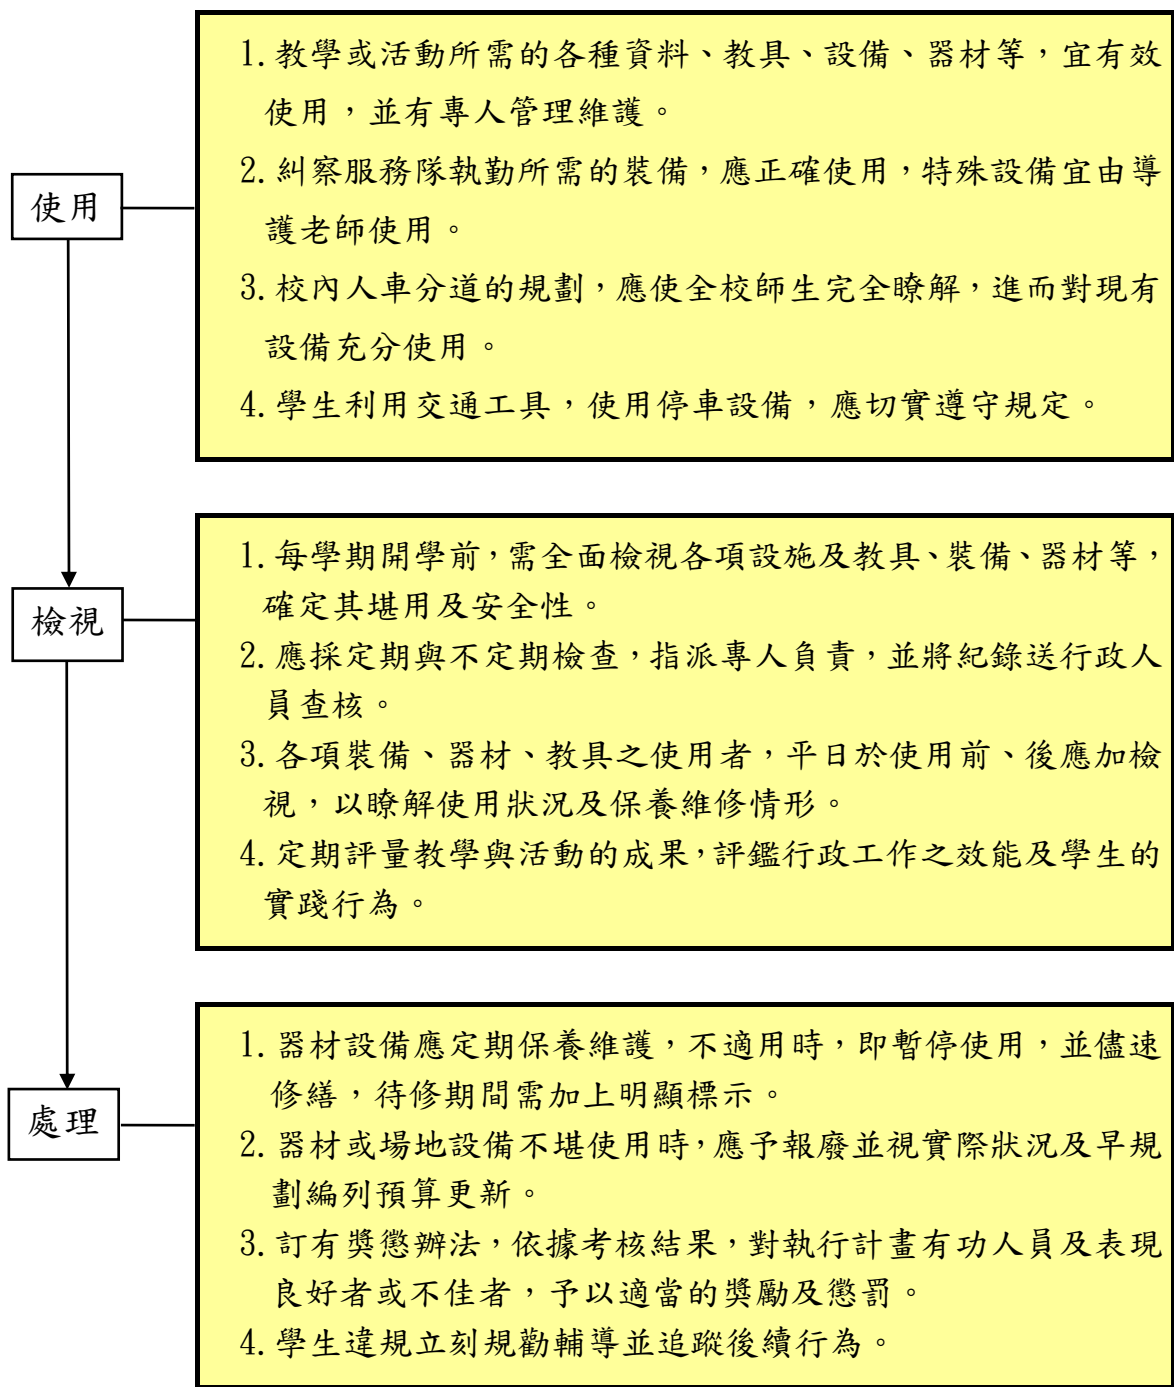 使用
1.教學或活動所需的各種資料、教具、設備、器材等，宜有效
使用，並有專人管理維護。
2.糾察服務隊執勤所需的裝備，應正確使用，特殊設備宜由導
護老師使用。
3.校內人車分道的規劃，應使全校師生完全瞭解，進而對現有
設備充分使用。
4.學生利用交通工具，使用停車設備，應切實遵守規定。
檢視
1.每學期開學前，需全面檢視各項設施及教具、裝備、器材等，
確定其堪用及安全性。
2.應採定期與不定期檢查，指派專人負責，並將紀錄送行政人
員查核。
3.各項裝備、器材、教具之使用者，平日於使用前、後應加檢
視，以瞭解使用狀況及保養維修情形。
4.定期評量教學與活動的成果，評鑑行政工作之效能及學生的
實踐行為。
處理
1.器材設備應定期保養維護，不適用時，即暫停使用，並儘速
修繕，待修期間需加上明顯標示。
2.器材或場地設備不堪使用時，應予報廢並視實際狀況及早規
劃編列預算更新。
3.訂有獎懲辦法，依據考核結果，對執行計畫有功人員及表現
良好者或不佳者，予以適當的獎勵及懲罰。
4.學生違規立刻規勸輔導並追蹤後續行為。